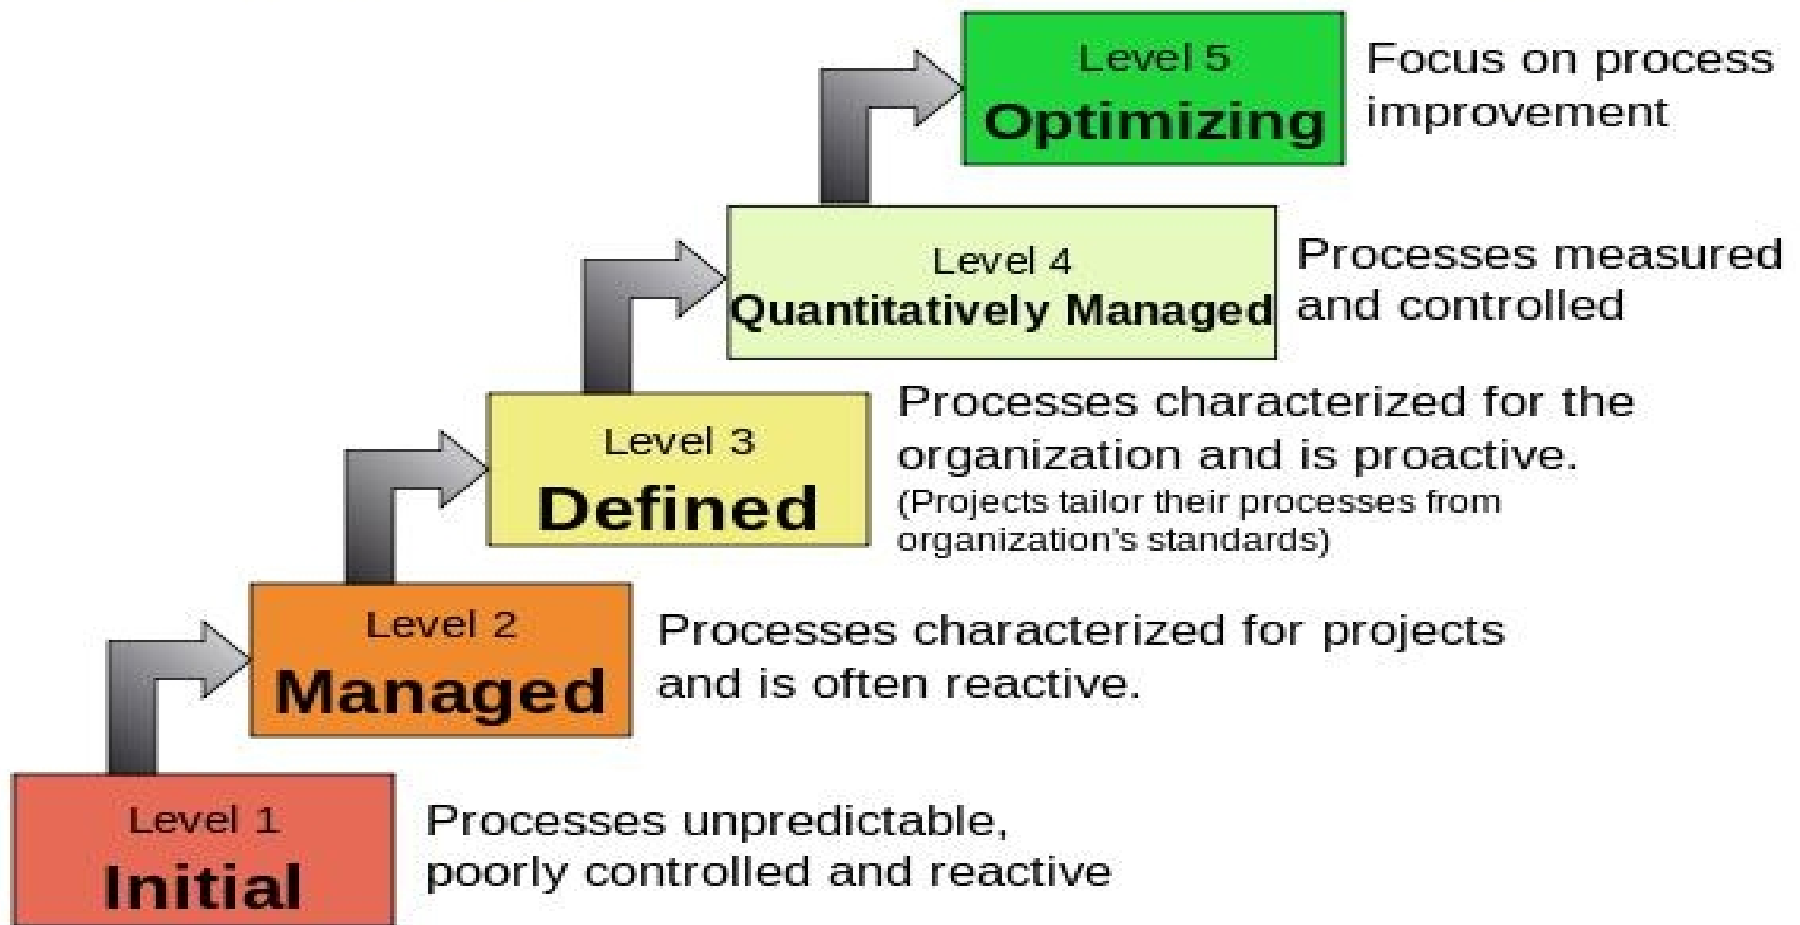 Level 5
Optimizing
Focus on process
improvement
Level 4
Quantitatively Managed
Processes measured
and controlled
Level 3
Defined
Processes characterized for the
organization and is proactive.
(Projects tailor their processes from
organization's standards)
Level 2
Managed
Processes characterized for projects
and is often reactive.
Level 1
Initial
Processes unpredictable,
poorly controlled and reactive